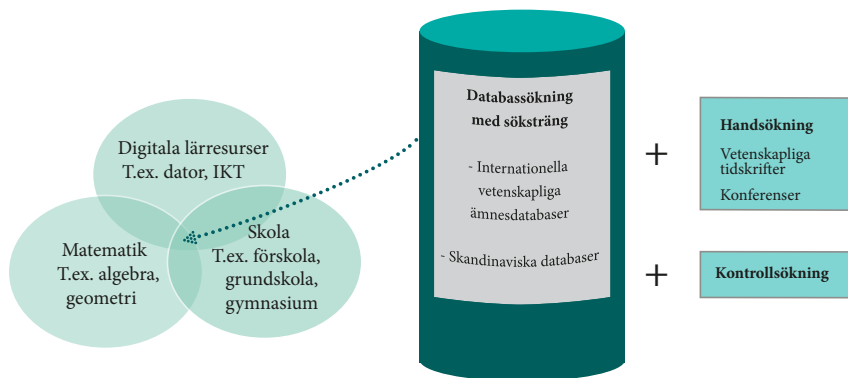 Digitala lärresurser
T.ex. dator, IKT
Matematik
T.ex. algebra,
geometri
Skola
T.ex. förskola,
grundskola,
gymnasium
Databassökning
med söksträng
- Internationella
vetenskapliga
ämnesdatabaser
- Skandinaviska databaser
+
Handsökning
Vetenskapliga
tidskrifter
Konferenser
+
Kontrollsökning